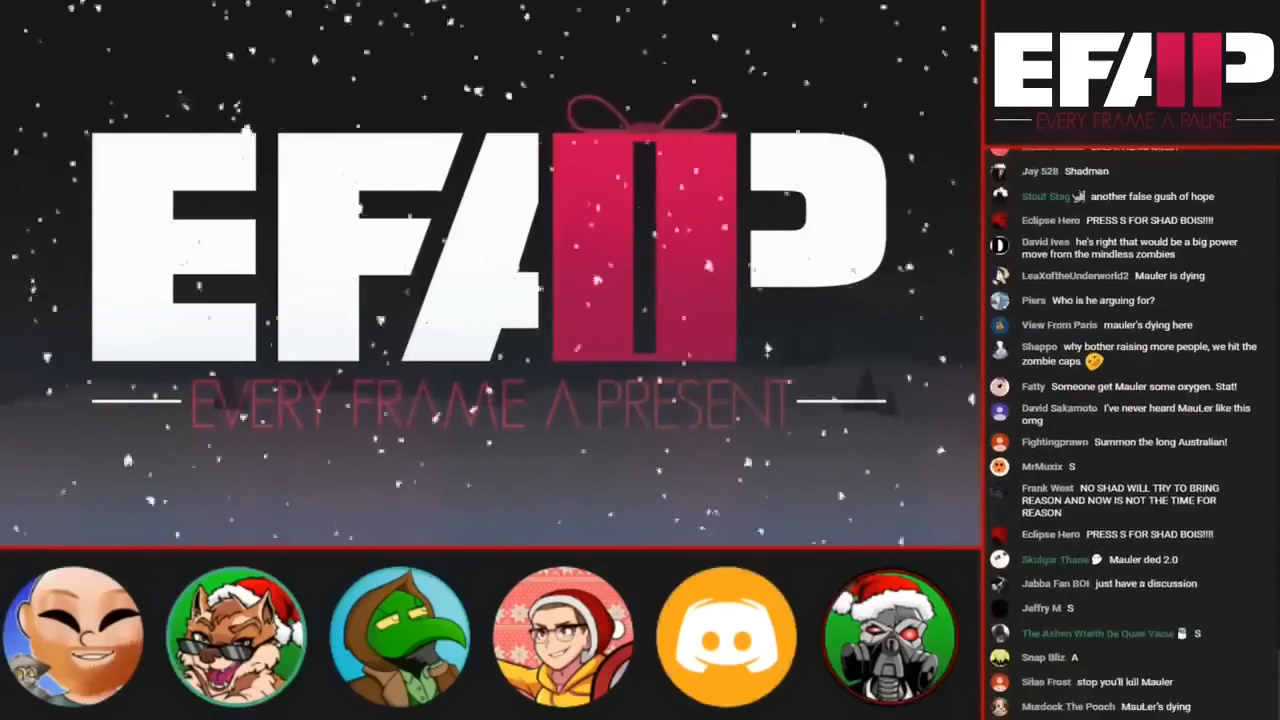 EFAP
EVERY FRAME A PRESENT
EFAP
EVERY FRAME A PAUSE
Jay 528 Shadman
Stout Stag another false gush of hope
Eclipse Hero PRESS S FOR SHAD BOIS!!!!
David Ives he's right that would be a big power
move from the mindless zombies
LeaXoftheUnderworld2 Mauler is dying
Piers Who is he arguing for?
View From Paris mauler's dying here
Shappo why bother raising more people, we hit the
zombie caps
Fatty Someone get Mauler some oxygen. Stat!
David Sakamoto I've never heard MauLer like this
omg
Fightingprawn Summon the long Australian!
MrMuxix S
Frank West NO SHAD WILL TRY TO BRING
REASON AND NOW IS NOT THE TIME FOR
REASON
Eclipse Hero PRESS S FOR SHAD BOIS!!!!
Skulgar Thane Mauler ded 2.0
Jabba Fan BOI just have a discussion
Jeffry M S
The Ashen Wraith De Quae Vacui S
Snap Bliz A
Silas Frost stop you'll kill Mauler
Murdock The Pooch MauLer's dying